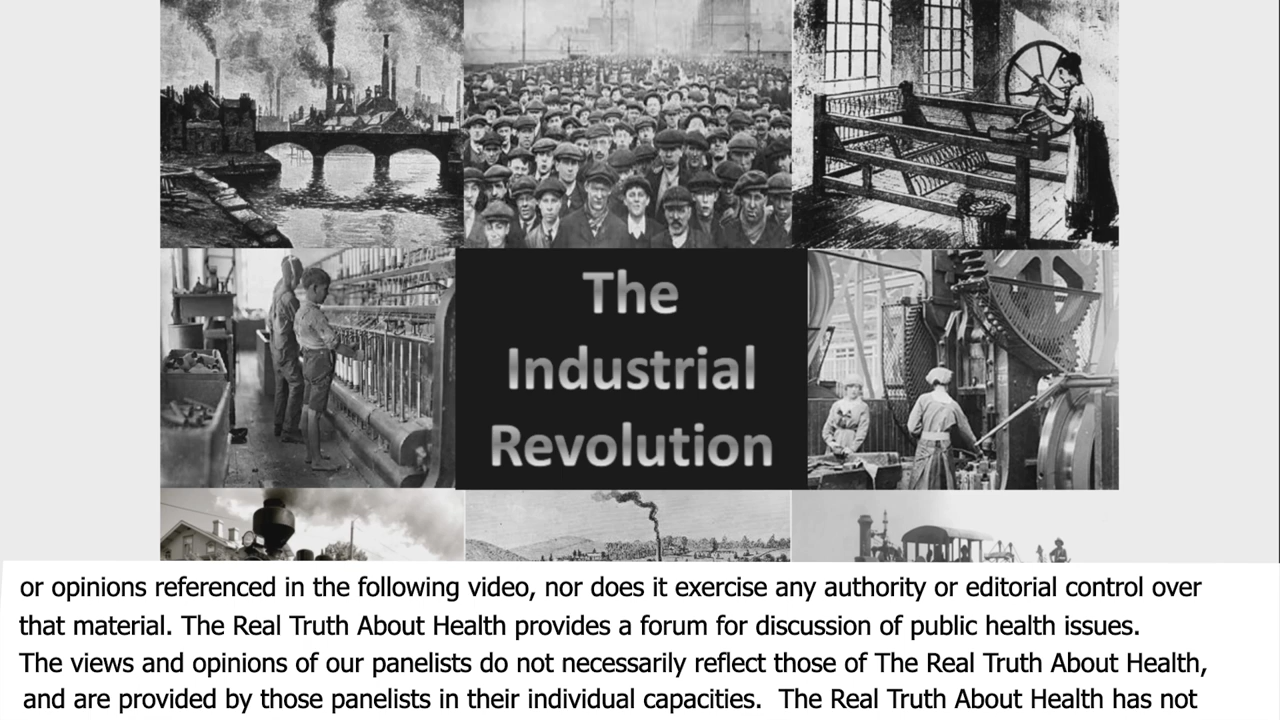 The
Industrial
Revolution
or opinions referenced in the following video, nor does it exercise any authority or editorial control over
that material. The Real Truth About Health provides a forum for discussion of public health issues.
The views and opinions of our panelists do not necessarily reflect those of The Real Truth About Health,
and are provided by those panelists in their individual capacities. The Real Truth About Health has not